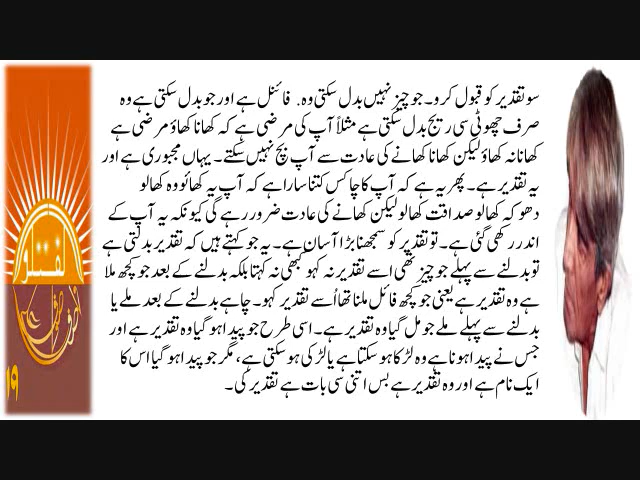 سو تقدیر کو قبول کرو۔ جو چیز نہیں بدل سکتی وہ. فائنل ہے اور جو بدل سکتی ہے وہ
صرف چھوٹی سی ریج بدل سکتی ہے مثلاً آپ کی مرضی ہے کہ کھانا کھاؤ مرضی ہے
کھانا نہ کھاؤ لیکن کھانا کھانے کی عادت سے آپ بچ نہیں سکتے۔ یہاں مجبوری ہے اور
یہ تقدیر ہے۔ پھر یہ ہے کہ آپ کا چاکس کتنا سارا ہے کہ آپ یہ کھائو وہ کھالو
دھوکہ کھالو صداقت کھالو لیکن کھانے کی عادت ضرور رہے گی کیونکہ یہ آپ کے
اندر رکھی گئی ہے۔ تو تقدیر کو سمجھنا بڑا آسان ہے۔ یہ جو کہتے ہیں کہ تقدیر بدلتی ہے
تو بدلنے سے پہلے جو چیز تھی اسے تقدیر نہ کہو کبھی نہ کہنا بلکہ بدلنے کے بعد جو کچھ ملا
ہے وہ تقدیر ہے یعنی جو کچھ فائل ملنا تھا اُسے تقدیر کہو۔ چاہے بدلنے کے بعد ملے یا
بدلنے سے پہلے ملے جو مل گیا وہ تقدیر ہے۔ اسی طرح جو پیدا ہو گیا وہ تقدیر ہے اور
جس نے پیدا ہونا ہے وہ لڑکا ہو سکتا ہے یا لڑکی ہو سکتی ہے، مگر جو پیدا ہو گیا اس کا
ایک نام ہے اور وہ تقدیر ہے بس اتنی سی بات ہے تقدیر کی۔
گفتگو
۱۹